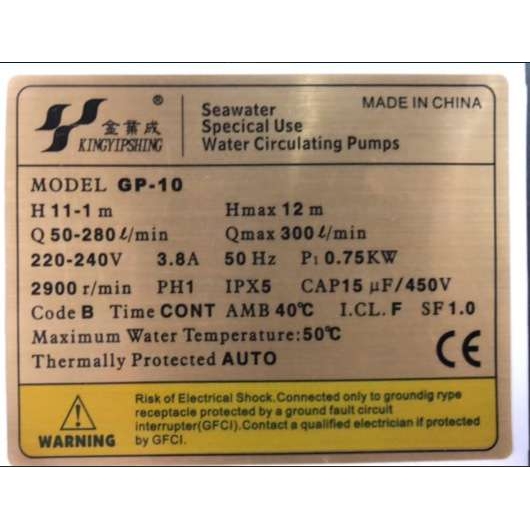 金葉成 ®
KINGYIPSHING
Seawater
Specical Use
Water Circulating Pumps
MADE IN CHINA
MODEL GP-10
H 11-1 m Hmax 12 m
Q 50-280ℓ/min Qmax 300ℓ/min
220-240V 3.8A 50 Hz P₁ 0.75KW
2900 r/min PH1 IPX5 CAP15 μF/450V
Code B Time CONT AMB 40℃ I.CL. F SF 1.0
Maximum Water Temperature:50℃
Thermally Protected AUTO
CE
WARNING
Risk of Electrical Shock.Connected only to groundig rype
receptacle protected by a ground fault circuit
interrupter(GFCI).Contact a qualified electrician if protected
by GFCI.